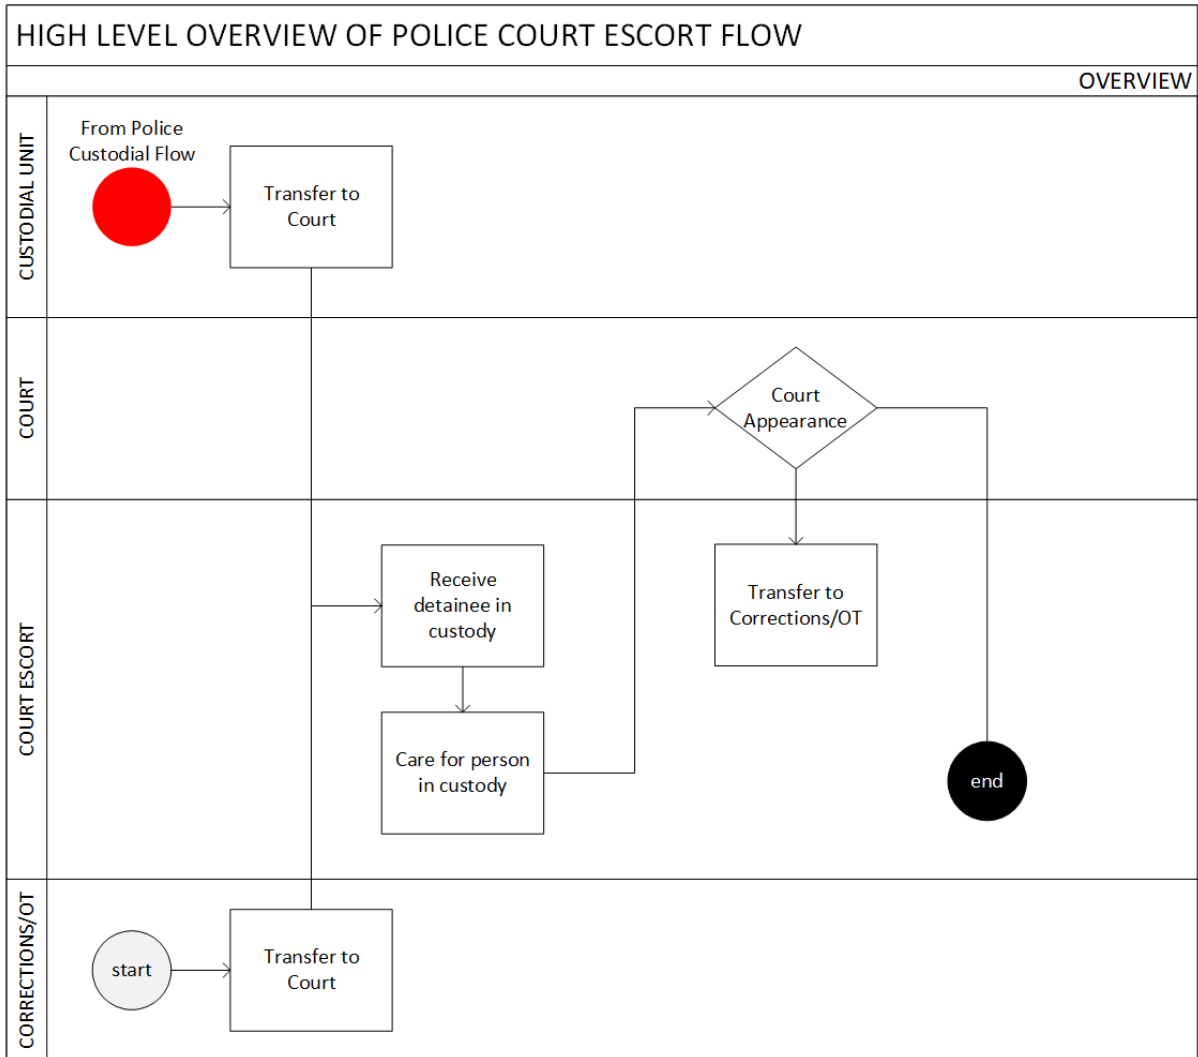 HIGH LEVEL OVERVIEW OF POLICE COURT ESCORT FLOW
OVERVIEW
CUSTODIAL UNIT
From Police
Custodial Flow
Transfer to
Court
COURT
Court
Appearance
COURT ESCORT
Receive
detainee in
custody
Transfer to
Corrections/OT
Care for person
in custody
end
CORRECTIONS/OT
start
Transfer to
Court